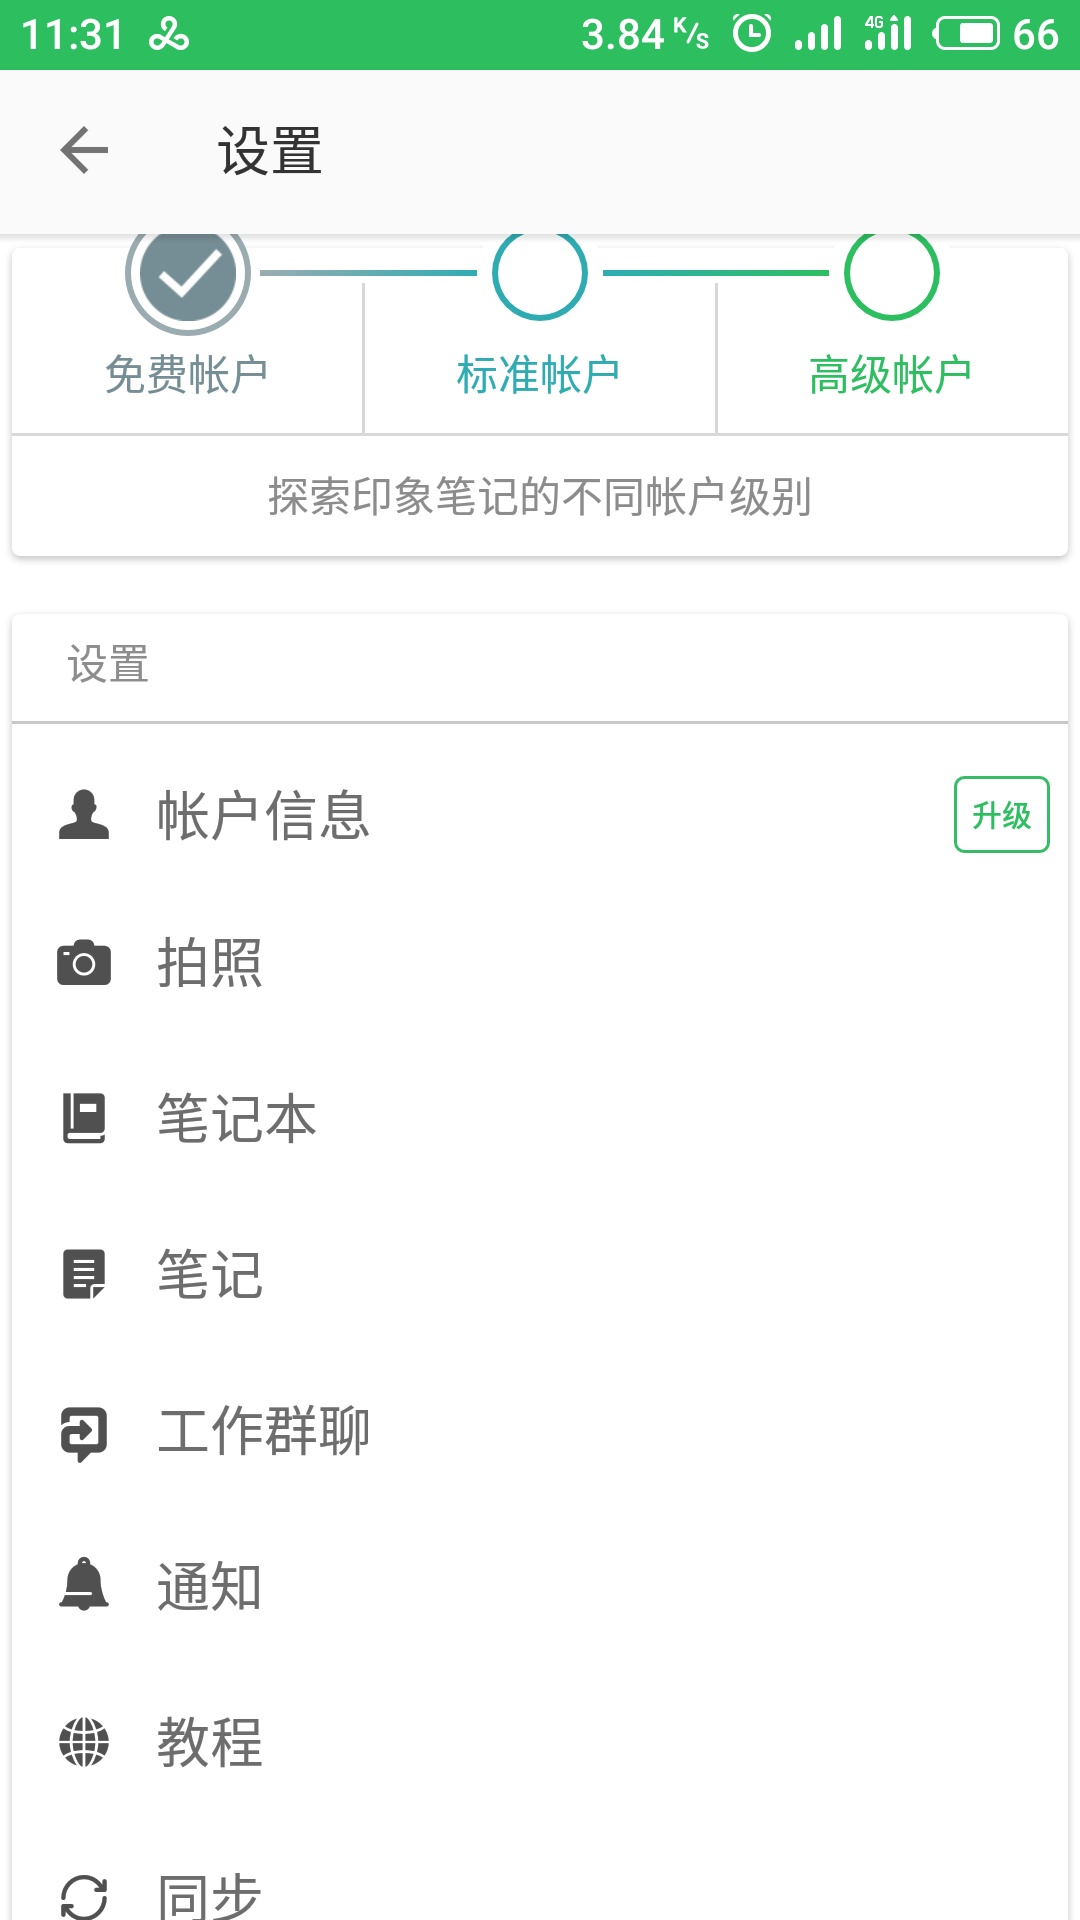 11:31 3.84 K/s 4G 66
设置
免费帐户 标准帐户 高级帐户
探索印象笔记的不同帐户级别
设置
帐户信息 升级
拍照
笔记本
笔记
工作群聊
通知
教程
同步